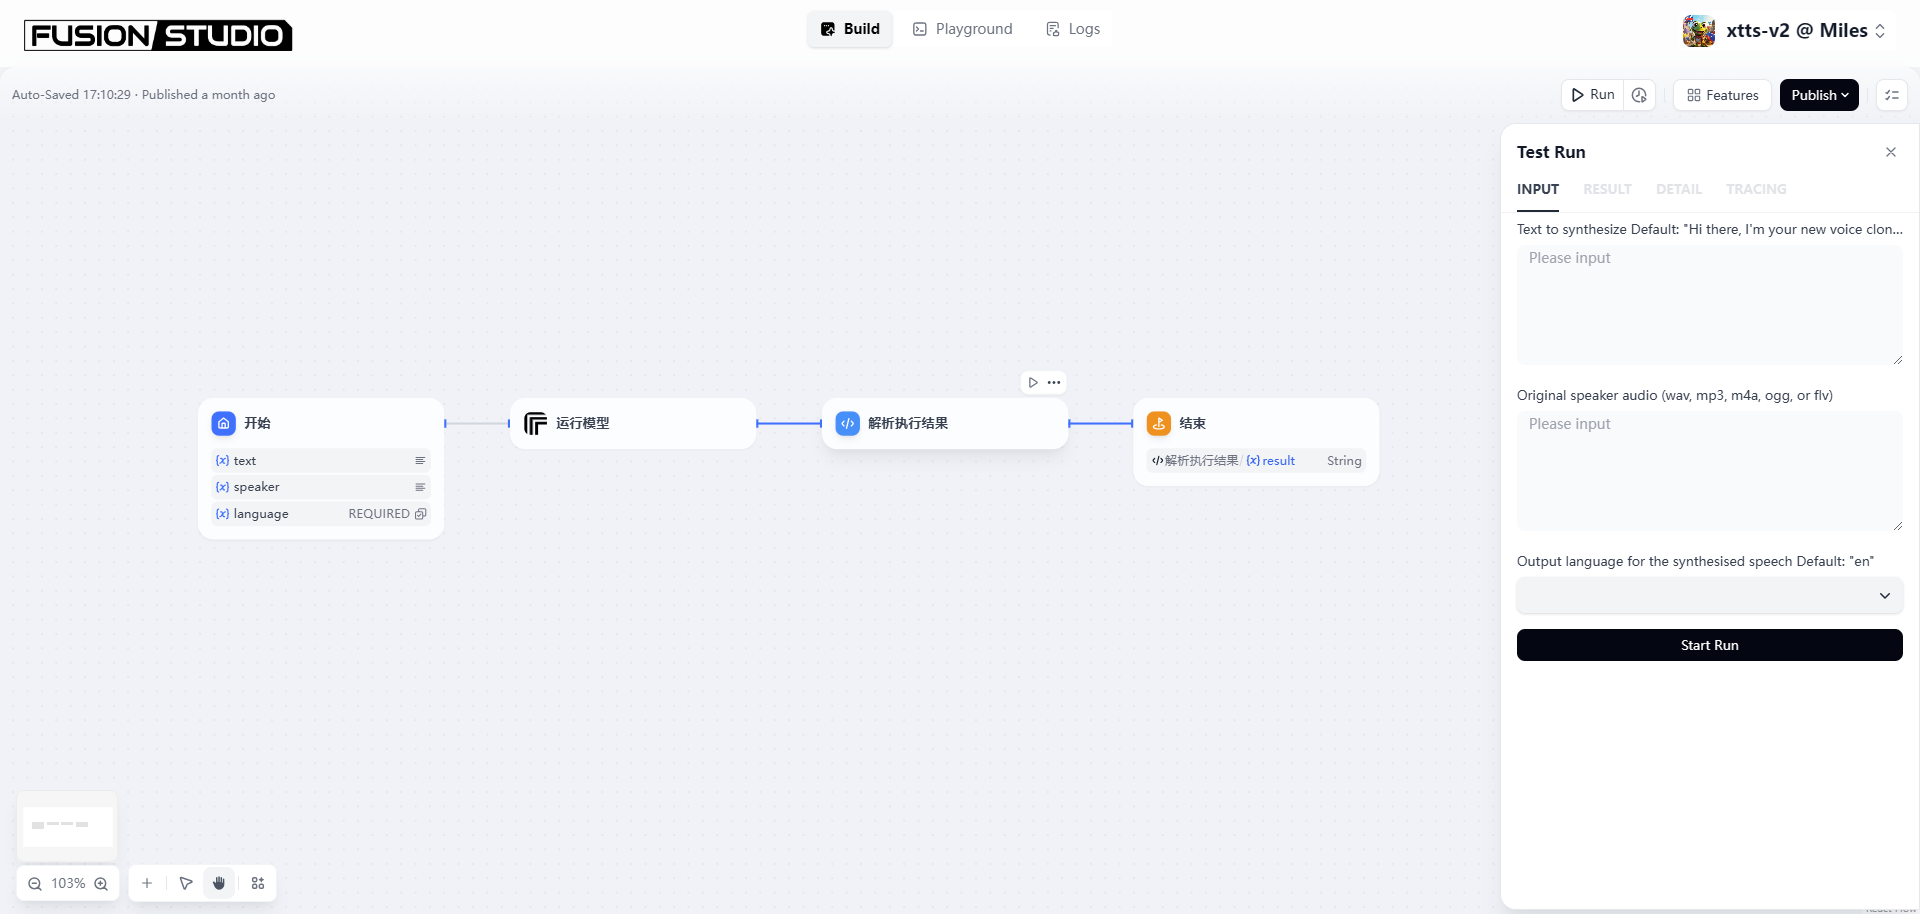 FUSION STUDIO
Build
Playground
Logs
xtts-v2 @ Miles
Auto-Saved 17:10:29 · Published a month ago
Run
Features
Publish
Test Run
INPUT
RESULT
DETAIL
TRACING
Text to synthesize Default: "Hi there, I'm your new voice clon...
Please input
Original speaker audio (wav, mp3, m4a, ogg, or flv)
Please input
Output language for the synthesised speech Default: "en"
Start Run
开始
(x) text
(x) speaker
(x) language REQUIRED
运行模型
解析执行结果
结束
解析执行结果/ (x) result String
103%